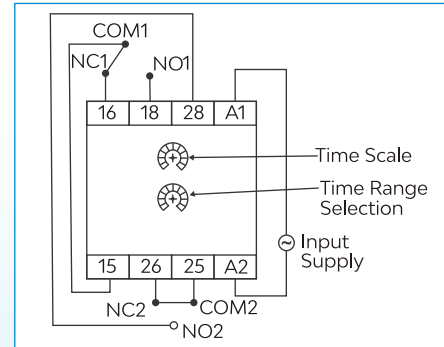 COM1
NC1
NO1
16 18 28 A1
Time Scale
Time Range
Selection
Input
Supply
15 26 25 A2
NC2 COM2
NO2